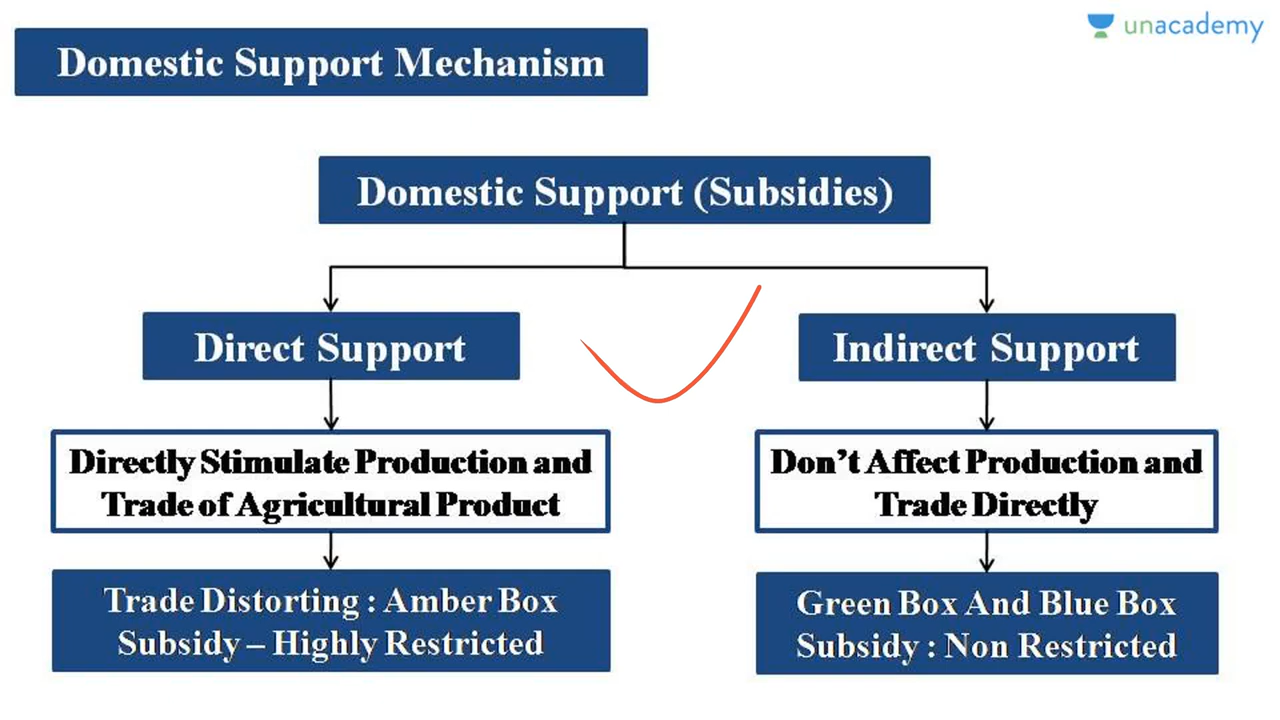 unacademy
Domestic Support Mechanism
Domestic Support (Subsidies)
Direct Support
Indirect Support
Directly Stimulate Production and
Trade of Agricultural Product
Don't Affect Production and
Trade Directly
Trade Distorting : Amber Box
Subsidy – Highly Restricted
Green Box And Blue Box
Subsidy : Non Restricted